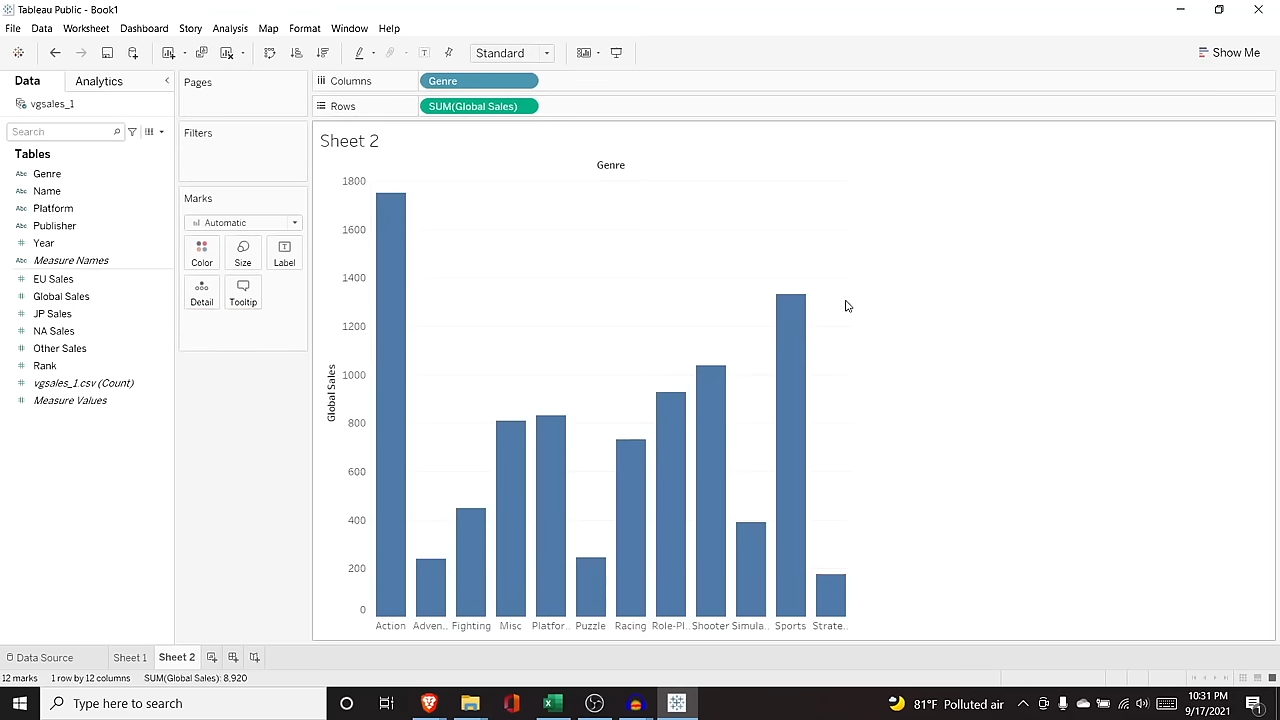 Tableau Public - Book1
File Data Worksheet Dashboard Story Analysis Map Format Window Help
Standard
Show Me
Data Analytics
Pages
Columns Genre
vgsales_1
Rows SUM(Global Sales)
Search
Filters
Tables
Abc Genre
Abc Name
Abc Platform
Abc Publisher
# Year
Abc Measure Names
# EU Sales
# Global Sales
# JP Sales
# NA Sales
# Other Sales
# Rank
# vgsales_1.csv (Count)
# Measure Values
Marks
Automatic
Color Size Label
Detail Tooltip
Sheet 2
Genre
1800
1600
1400
1200
1000
800
600
400
200
0
Global Sales
Action Adven.. Fighting Misc Platfor.. Puzzle Racing Role-Pl.. Shooter Simula.. Sports Strate..
Data Source Sheet 1 Sheet 2
12 marks 1 row by 12 columns SUM(Global Sales): 8,920
Type here to search
81°F Polluted air
10:31 PM
9/17/2021
1